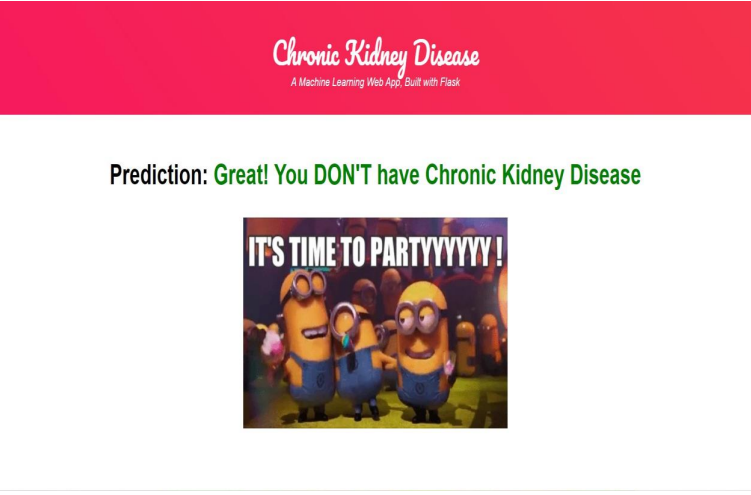 Chronic Kidney Disease
A Machine Learning Web App, Built with Flask
Prediction: Great! You DON'T have Chronic Kidney Disease
IT'S TIME TO PARTYYYYYY !